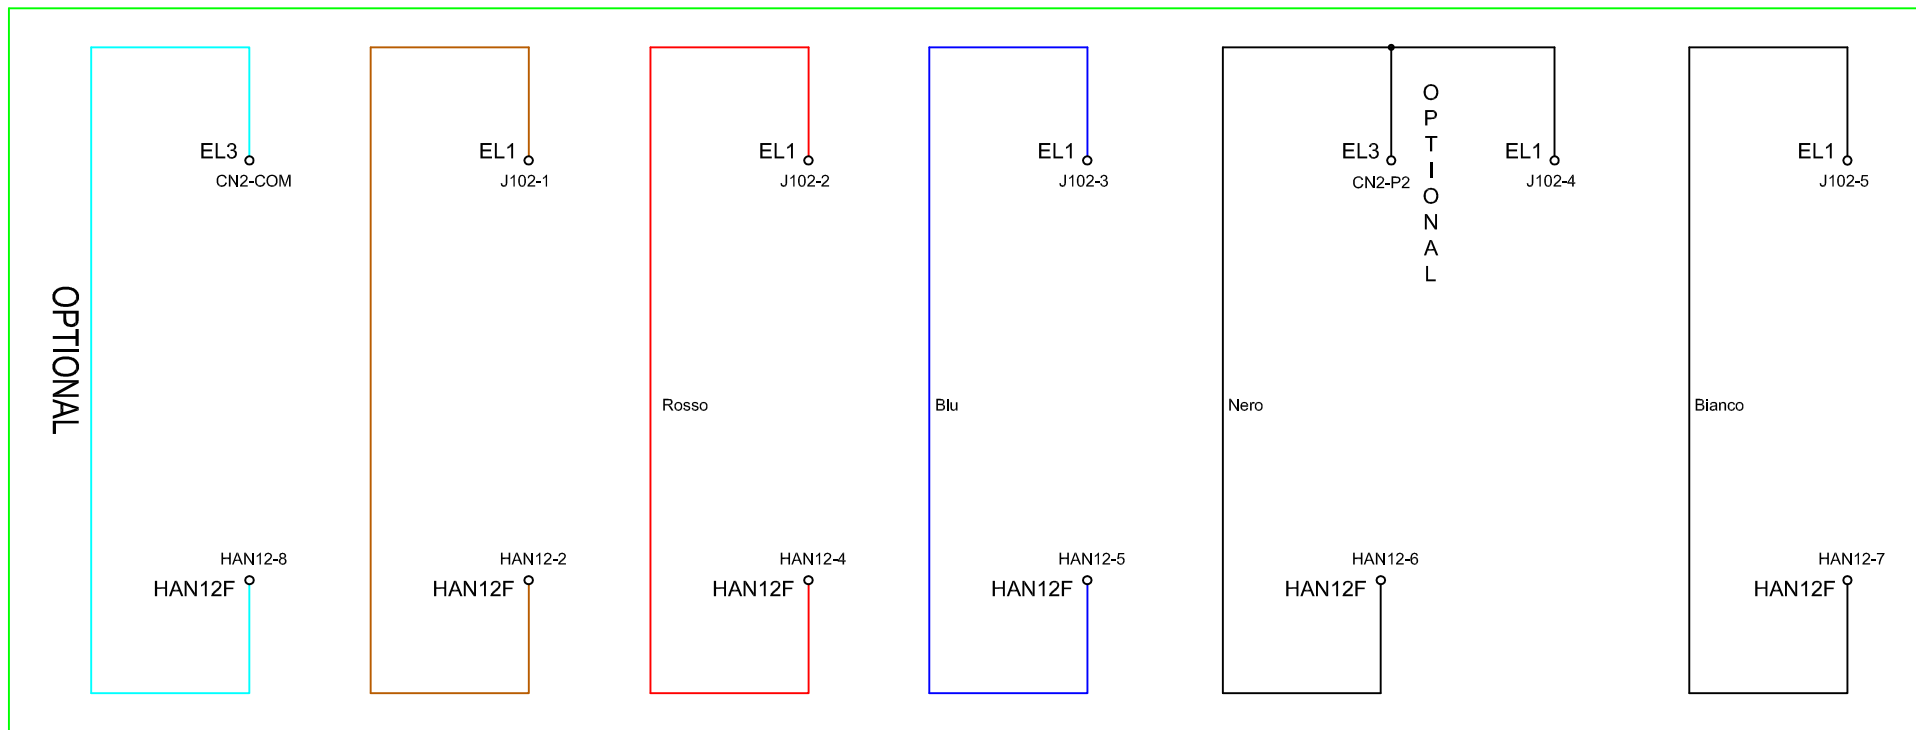 OPTIONAL
EL3
CN2-COM
EL1
J102-1
EL1
J102-2
EL1
J102-3
EL3
CN2-P2
OPTIONAL
EL1
J102-4
EL1
J102-5
Rosso
Blu
Nero
Bianco
HAN12-8
HAN12F
HAN12-2
HAN12F
HAN12-4
HAN12F
HAN12-5
HAN12F
HAN12-6
HAN12F
HAN12-7
HAN12F